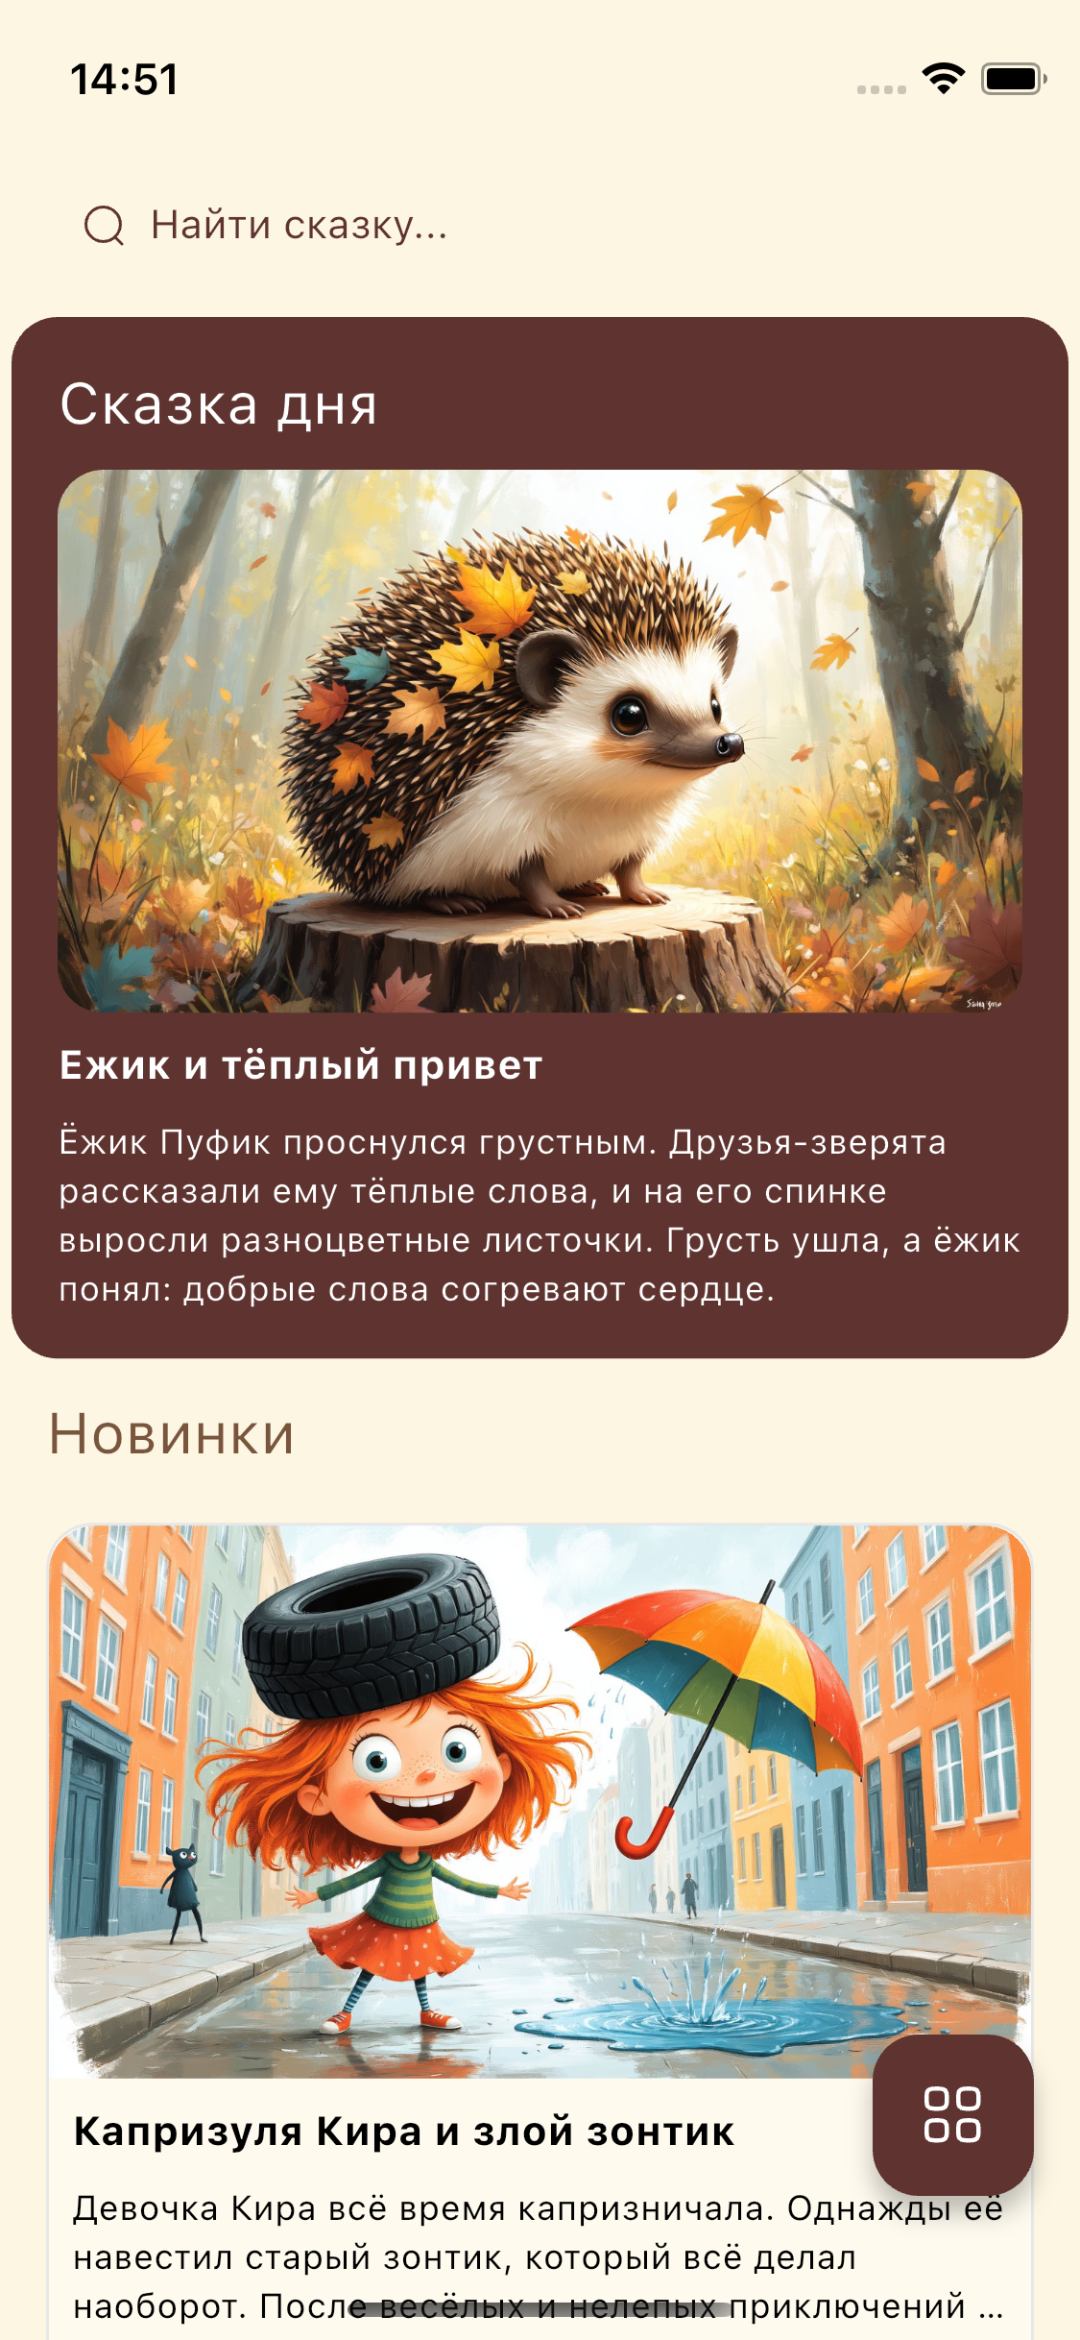 14:51
Найти сказку...
Сказка дня
Ежик и тёплый привет
Ёжик Пуфик проснулся грустным. Друзья-зверята
рассказали ему тёплые слова, и на его спинке
выросли разноцветные листочки. Грусть ушла, а ёжик
понял: добрые слова согревают сердце.
Новинки
Капризуля Кира и злой зонтик
Девочка Кира всё время капризничала. Однажды её
навестил старый зонтик, который всё делал
наоборот. После весёлых и нелепых приключений ...